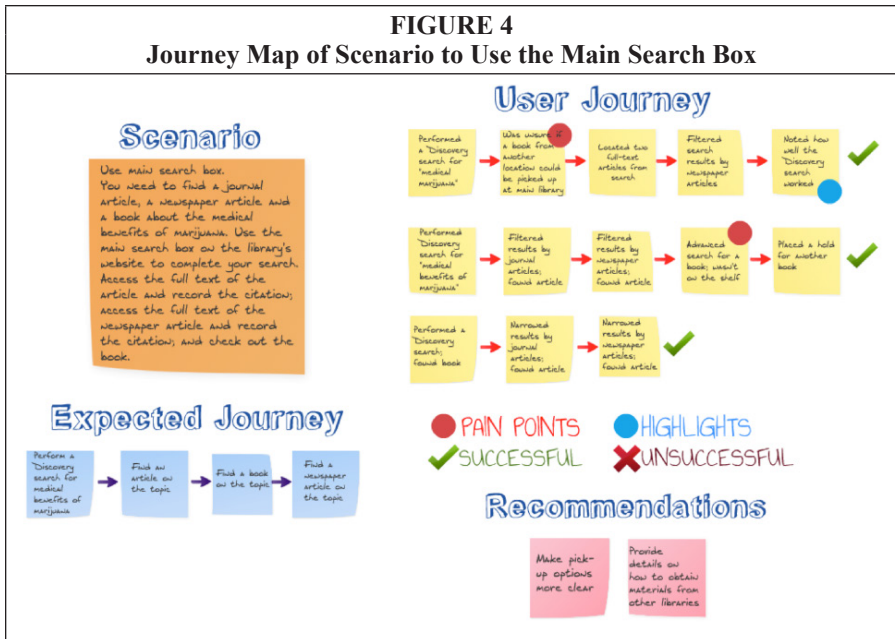 FIGURE 4
Journey Map of Scenario to Use the Main Search Box
Scenario
Use main search box.
You need to find a journal
article, a newspaper article and
a book about the medical
benefits of marijuana. Use the
main search box on the library's
website to complete your search.
Access the full text of the
article and record the citation;
access the full text of the
newspaper article and record
the citation; and check out the
book.
Expected Journey
Perform a
Discovery
search for
medical
benefits of
marijuana
Find an
article on
the topic
Find a book
on the topic
Find a
newspaper
article on
the topic
User Journey
Performed
a Discovery
search for
"medical
marijuana"
Was unsure if
a book from
another
location could
be picked up
at main library
Located two
full-text
articles from
search
Filtered
search
results by
newspaper
articles
Noted how
well the
Discovery
search
worked
Performed
Discovery
search for
"medical
benefits of
marijuana"
Filtered
results by
journal
articles;
found article
Filtered
results by
newspaper
articles;
found article
Advanced
search for a
book; wasn't
on the shelf
Placed a hold
for another
book
Performed a
Discovery
search;
found book
Narrowed
results by
journal
articles;
found article
Narrowed
results by
newspaper
articles;
found article
PAIN POINTS
HIGHLIGHTS
SUCCESSFUL
UNSUCCESSFUL
Recommendations
Make pick-
up options
more clear
Provide
details on
how to obtain
materials from
other libraries